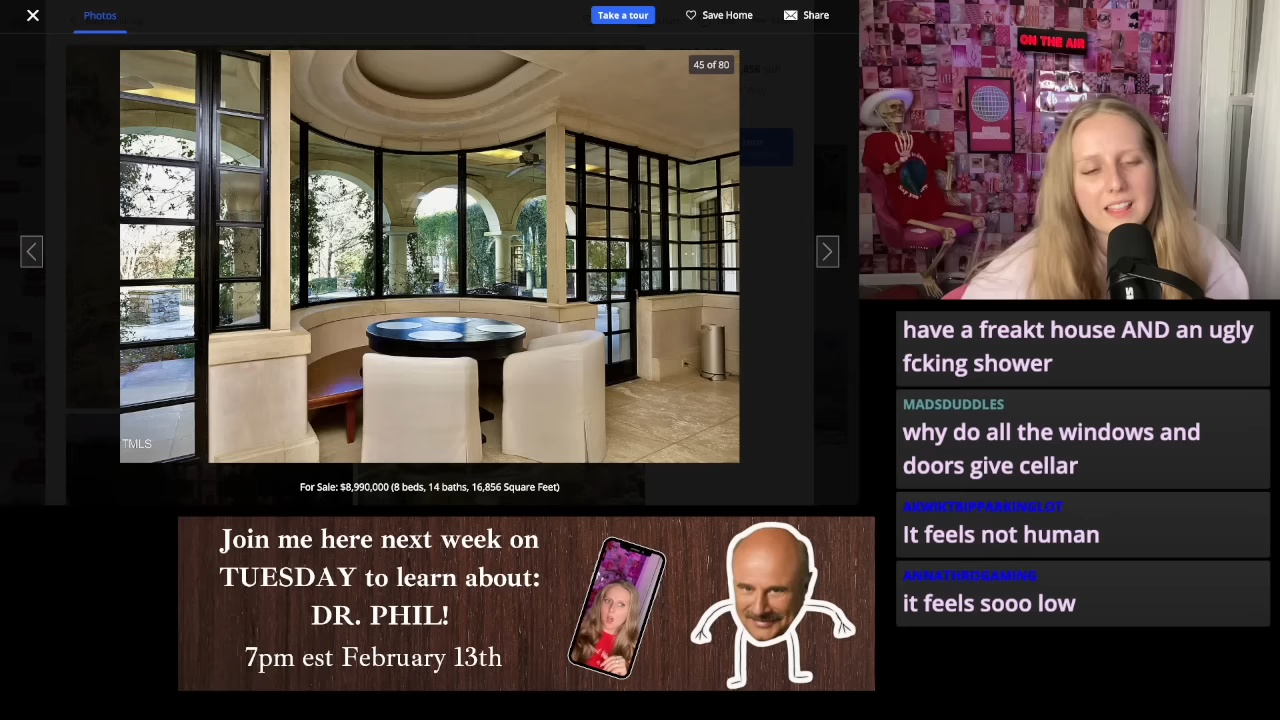 Photos
Take a tour
Save Home
Share
45 of 80
ON THE AIR
TMLS
For Sale: $8,990,000 (8 beds, 14 baths, 16,856 Square Feet)
have a freakt house AND an ugly
fcking shower
MADSDUDDLES
why do all the windows and
doors give cellar
It feels not human
it feels sooo low
Join me here next week on
TUESDAY to learn about:
DR. PHIL!
7pm est February 13th